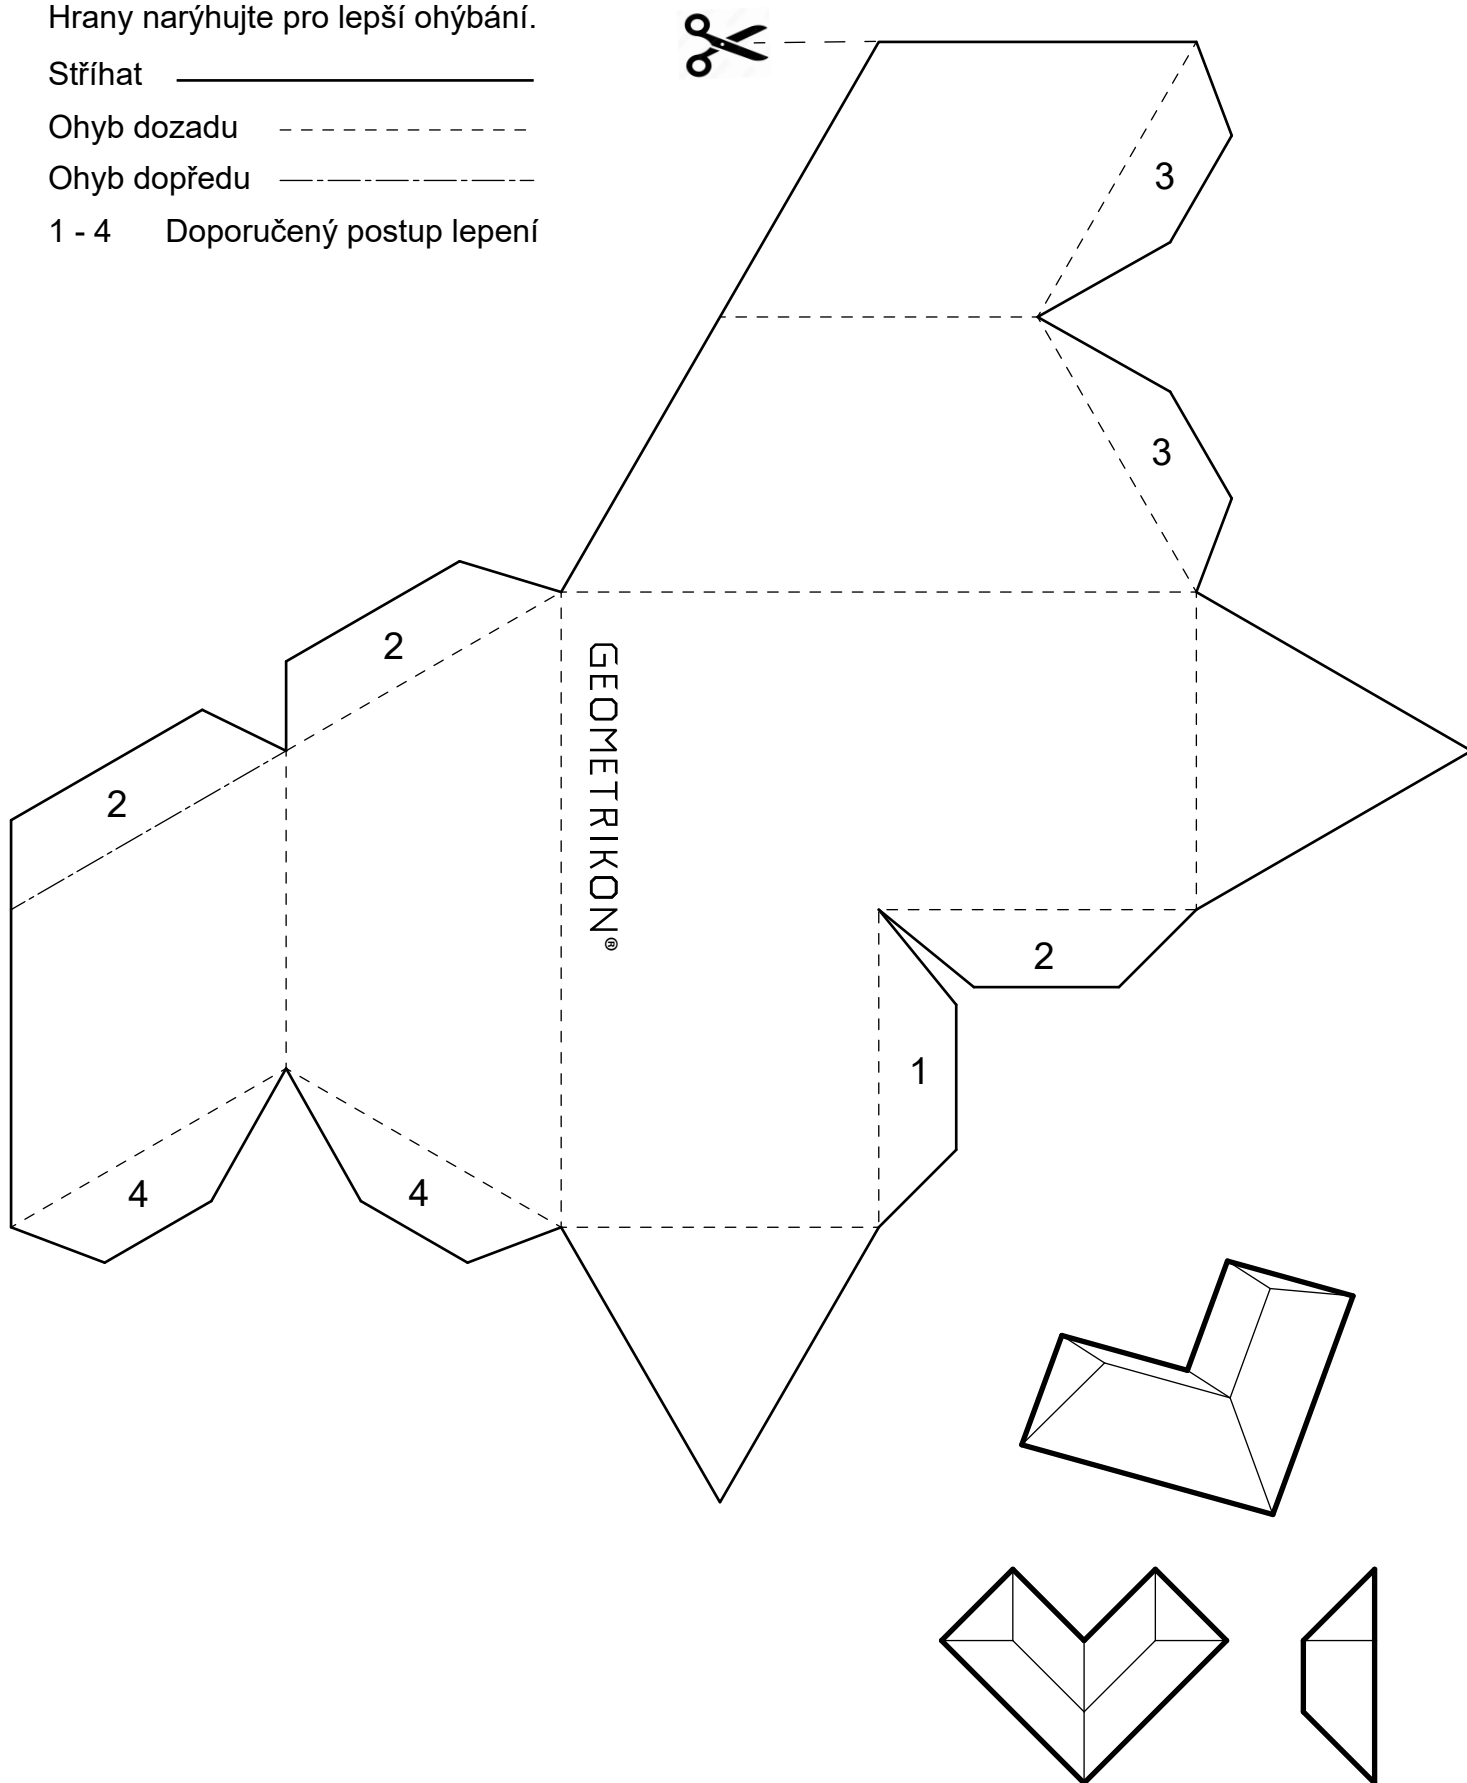 Hrany narýhujte pro lepší ohýbání.
Stříhat
Ohyb dozadu
Ohyb dopředu
1 - 4 Doporučený postup lepení
3
3
2
2
GEOMETRIKON®
2
1
4
4